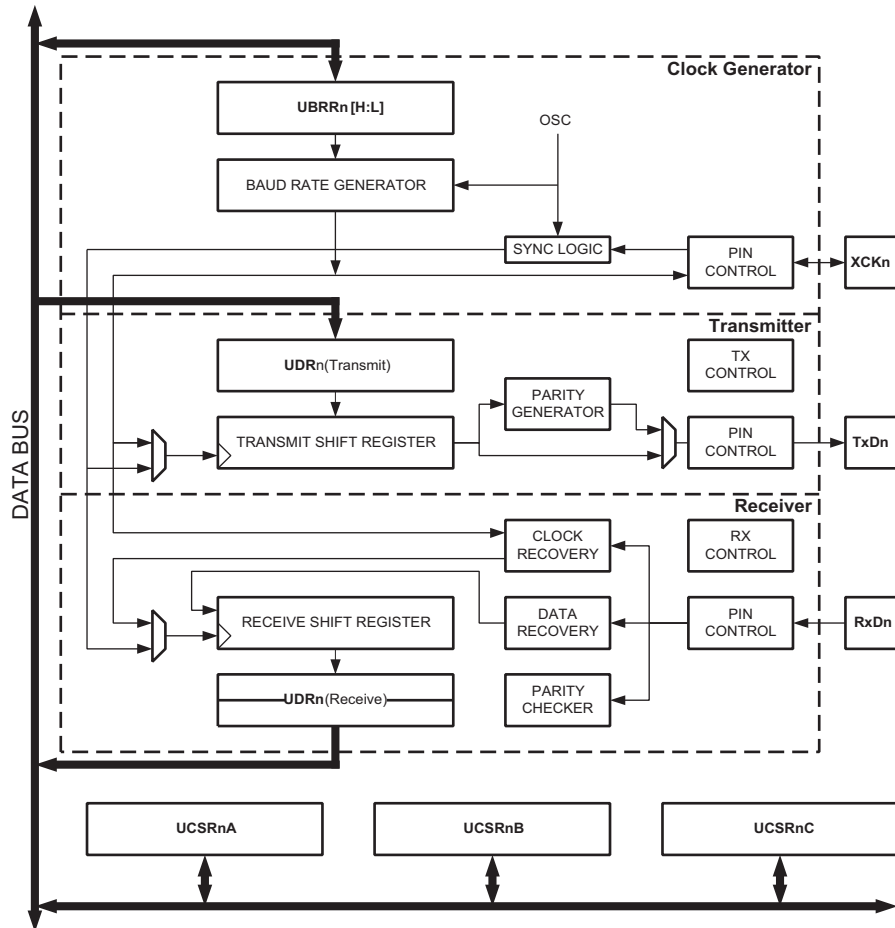 Clock Generator
UBRRn [H:L]
OSC
BAUD RATE GENERATOR
SYNC LOGIC
PIN
CONTROL
XCKn
Transmitter
UDRn(Transmit)
TX
CONTROL
PARITY
GENERATOR
TRANSMIT SHIFT REGISTER
PIN
CONTROL
TxDn
DATA BUS
Receiver
CLOCK
RECOVERY
RX
CONTROL
RECEIVE SHIFT REGISTER
DATA
RECOVERY
PIN
CONTROL
RxDn
UDRn(Receive)
PARITY
CHECKER
UCSRnA
UCSRnB
UCSRnC